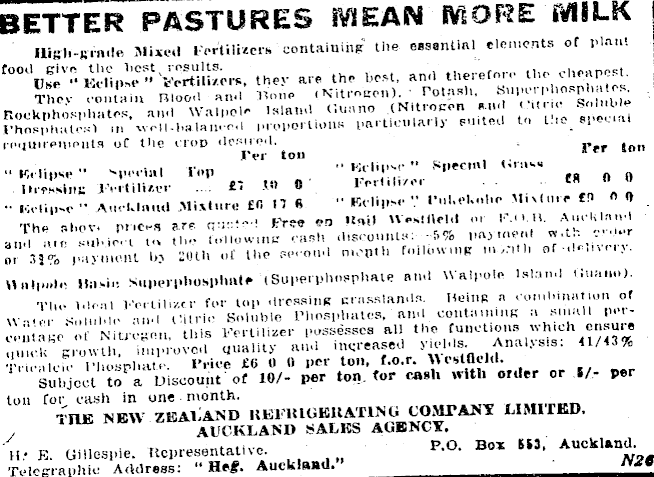 BETTER PASTURES MEAN MORE MILK
High-grade Mixed Fertilizers containing the essential elements of plant
food give the best results.
Use "Eclipse" Fertilizers, they are the best, and therefore the cheapest.
They contain Blood and Bone (Nitrogen), Potash, Superphosphates,
Rockphosphates, and Walpole Island Guano (Nitrogen and Citric Soluble
Phosphates) in well-balanced proportions particularly suited to the special
requirements of the crop desired.
Per ton Per ton
"Eclipse" Special Top "Eclipse" Special Grass
Dressing Fertilizer .... £7 10 0 Fertilizer .. .. £8 0 0
"Eclipse" Auckland Mixture £6 17 6 "Eclipse" Pukekohe Mixture £9 0 0
The above prices are quoted Free on Rail Westfield or F.O.B. Auckland
and are subject to the following cash discounts: 5% payment with order
or 3¾% payment by 20th of the second month following month of delivery.
Walpole Basic Superphosphate (Superphosphate and Walpole Island Guano).
The Ideal Fertilizer for top dressing grasslands. Being a combination of
Water Soluble and Citric Soluble Phosphates, and containing a small per-
centage of Nitrogen, this Fertilizer possesses all the functions which ensure
quick growth, improved quality and increased yields. Analysis: 41/43%
Tricalcic Phosphate. Price £6 0 0 per ton, f.o.r. Westfield.
Subject to a Discount of 10/- per ton for cash with order or 5/- per
ton for cash in one month.
THE NEW ZEALAND REFRIGERATING COMPANY LIMITED,
AUCKLAND SALES AGENCY.
H. E. Gillespie, Representative. P.O. Box 553, Auckland.
Telegraphic Address: "Hef. Auckland." N26